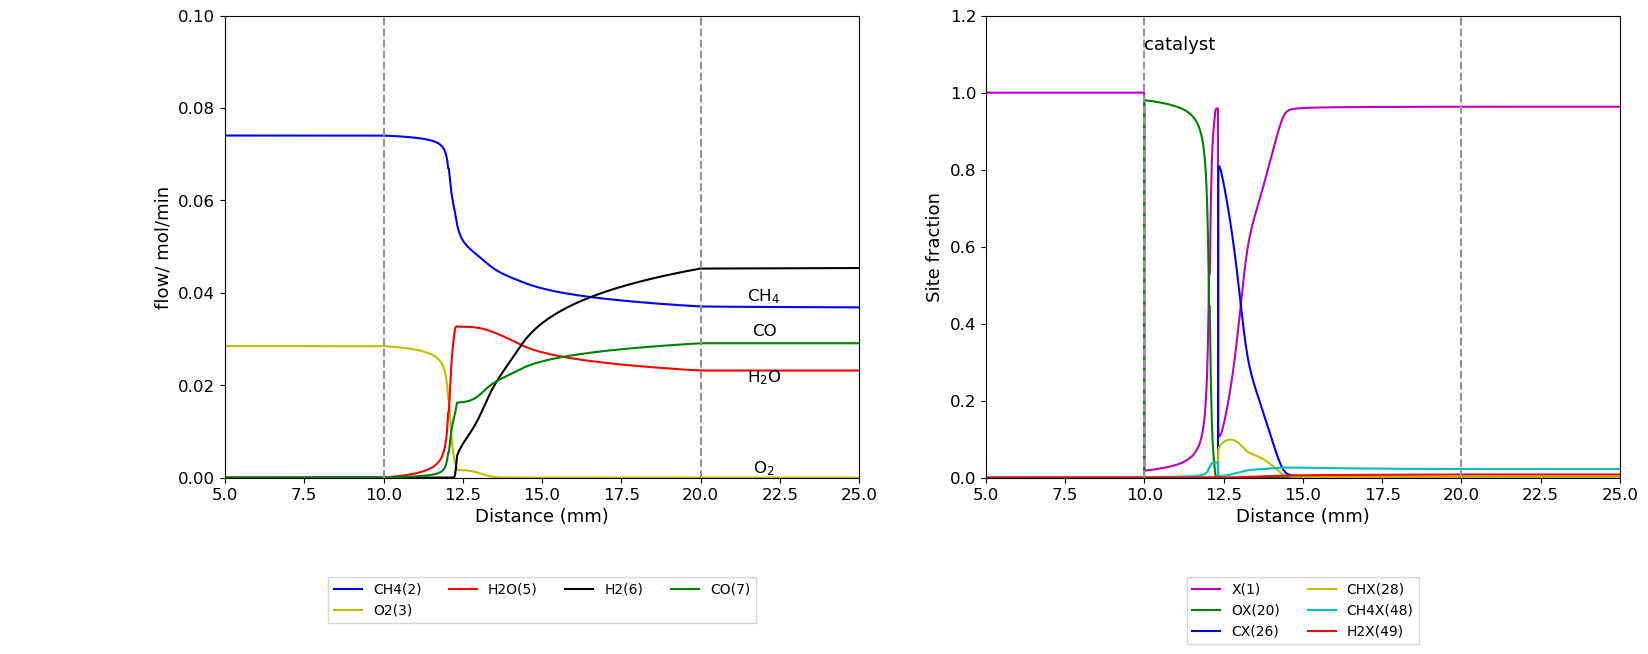 0.10
0.08
0.06
0.04
0.02
0.00
flow/ mol/min
CH₄
CO
H₂O
O₂
5.0 7.5 10.0 12.5 15.0 17.5 20.0 22.5 25.0
Distance (mm)
CH4(2) H2O(5) H2(6) CO(7)
O2(3)
1.2
1.0
0.8
0.6
0.4
0.2
0.0
Site fraction
catalyst
5.0 7.5 10.0 12.5 15.0 17.5 20.0 22.5 25.0
Distance (mm)
X(1) CHX(28)
OX(20) CH4X(48)
CX(26) H2X(49)